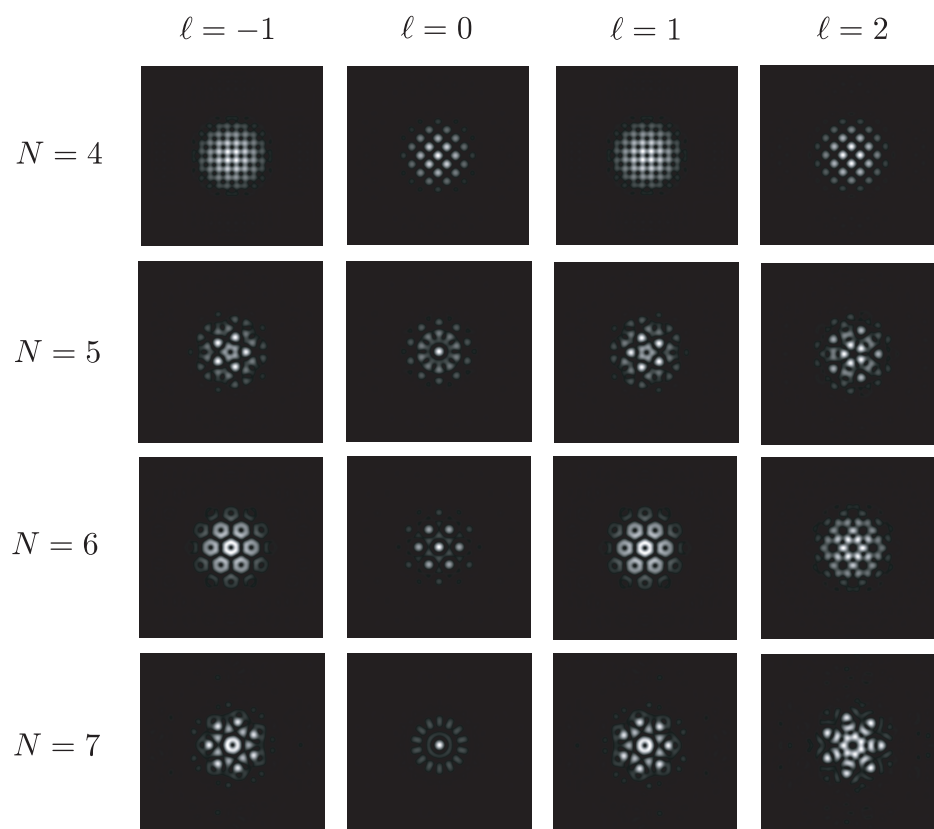 ℓ = −1 ℓ = 0 ℓ = 1 ℓ = 2
N = 4
N = 5
N = 6
N = 7